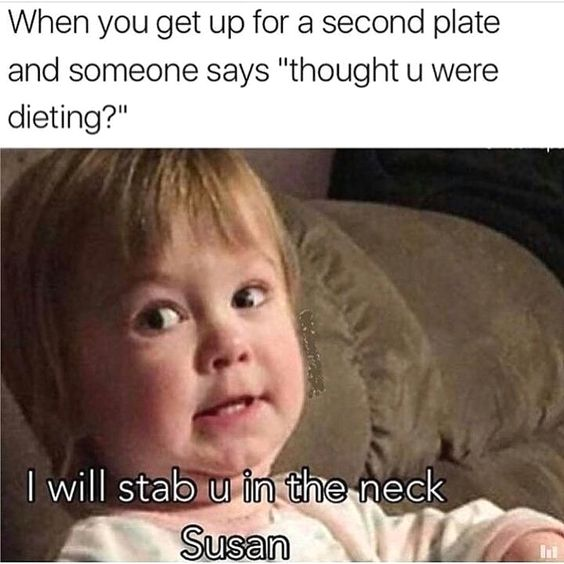 When you get up for a second plate
and someone says "thought u were
dieting?"
I will stab u in the neck
Susan